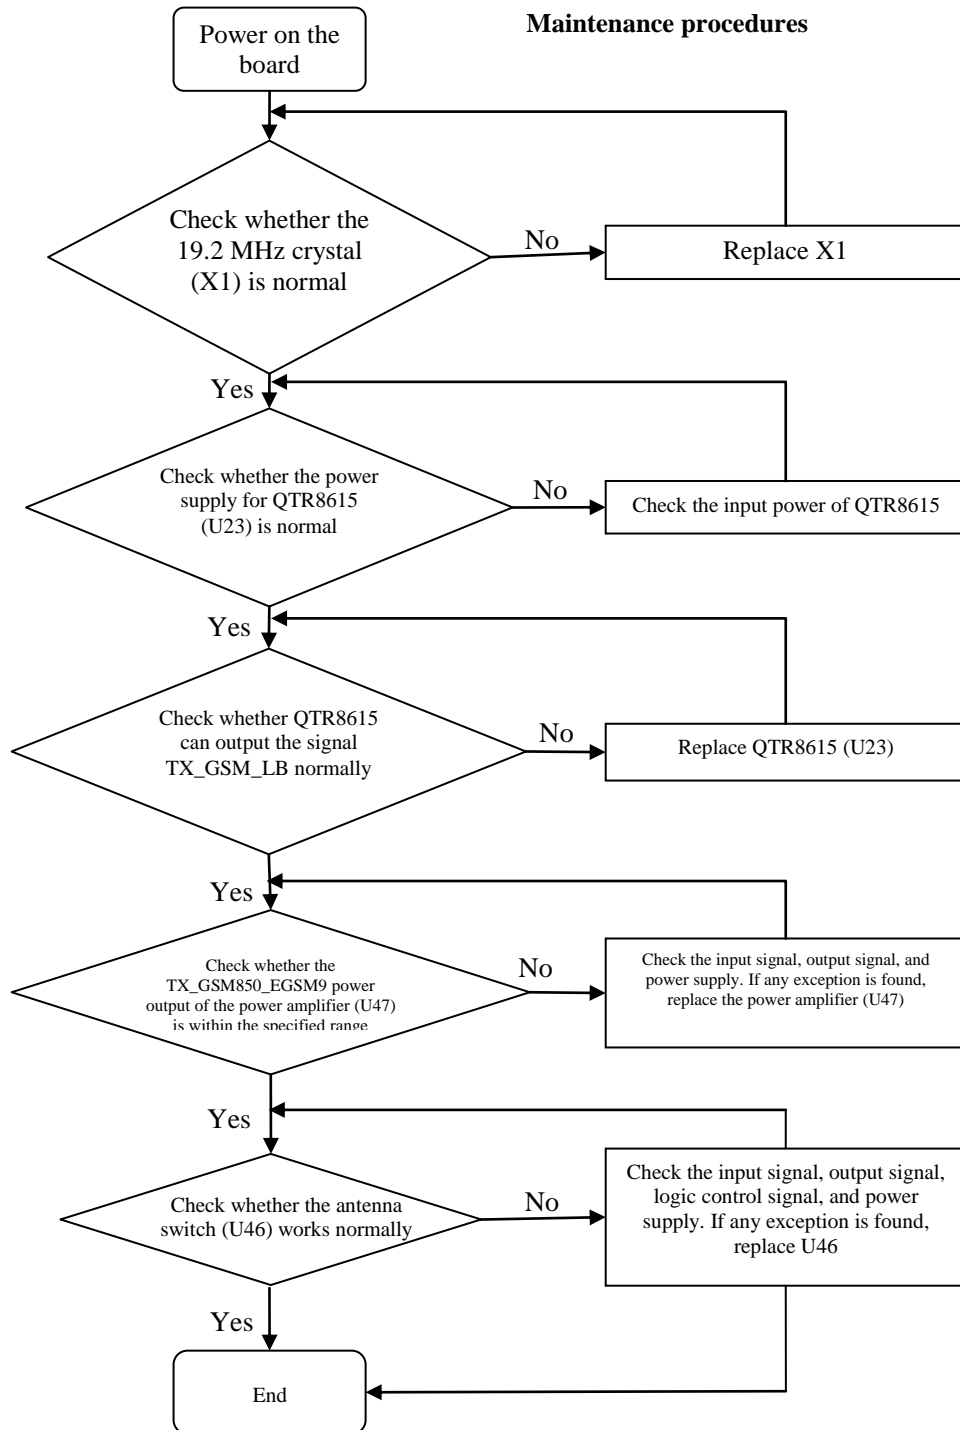 Maintenance procedures
Power on the
board
Check whether the
19.2 MHz crystal
(X1) is normal
No
Replace X1
Yes
Check whether the power
supply for QTR8615
(U23) is normal
No
Check the input power of QTR8615
Yes
Check whether QTR8615
can output the signal
TX_GSM_LB normally
No
Replace QTR8615 (U23)
Yes
Check whether the
TX_GSM850_EGSM9 power
output of the power amplifier (U47)
is within the specified range
No
Check the input signal, output signal, and
power supply. If any exception is found,
replace the power amplifier (U47)
Yes
Check whether the antenna
switch (U46) works normally
No
Check the input signal, output signal,
logic control signal, and power
supply. If any exception is found,
replace U46
Yes
End